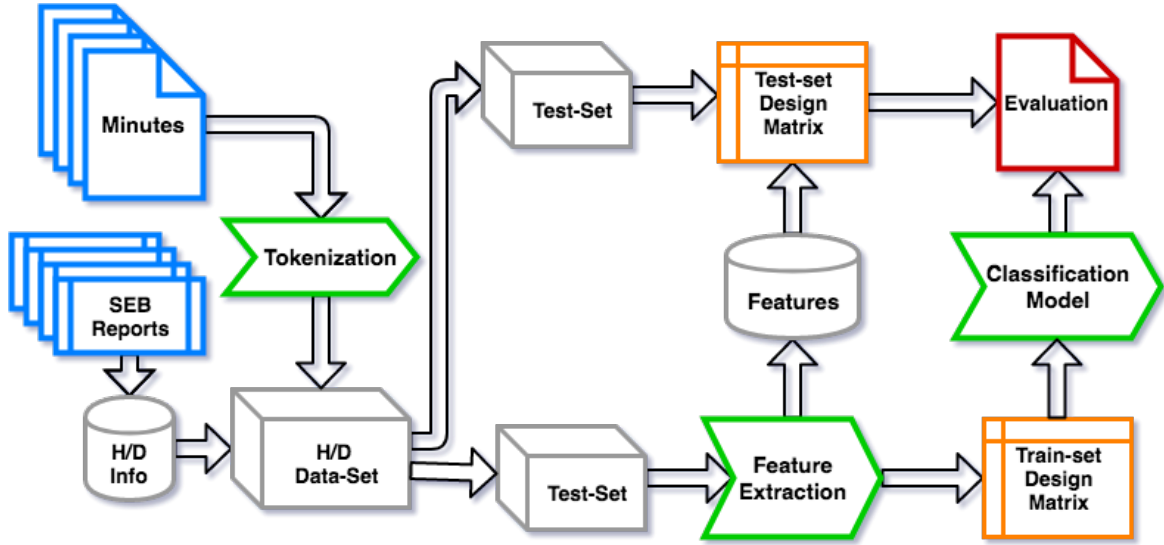 Minutes
Tokenization
SEB
Reports
H/D
Info
H/D
Data-Set
Test-Set
Test-set
Design
Matrix
Evaluation
Features
Classification
Model
Test-Set
Feature
Extraction
Train-set
Design
Matrix